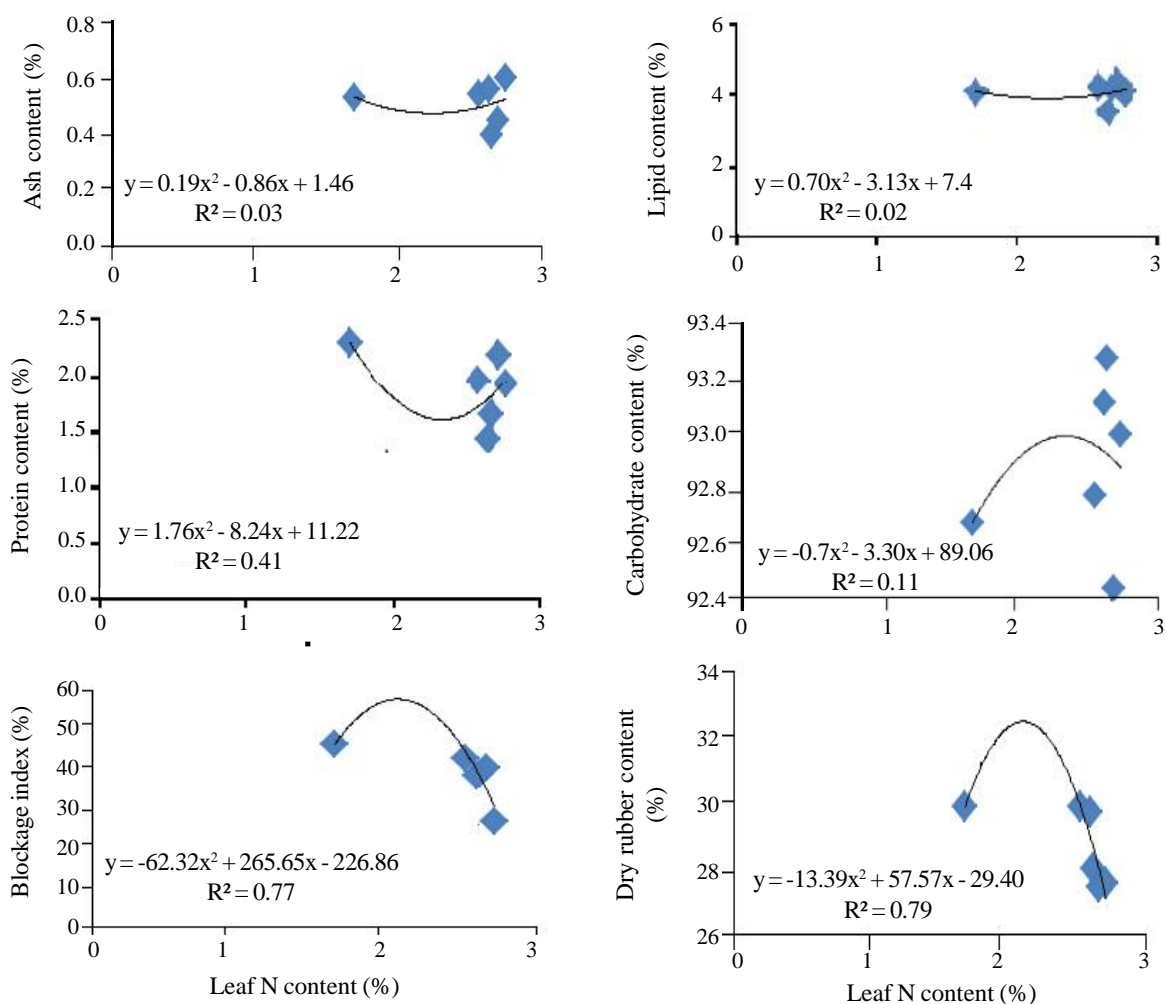 Ash content (%)
0.8
0.6
0.4
0.2
0.0
y = 0.19x² - 0.86x + 1.46
R² = 0.03
0 1 2 3
Lipid content (%)
6
4
2
0
y = 0.70x² - 3.13x + 7.4
R² = 0.02
0 1 2 3
Protein content (%)
2.5
2.0
1.5
1.0
0.5
0.0
y = 1.76x² - 8.24x + 11.22
R² = 0.41
0 1 2 3
Carbohydrate content (%)
93.4
93.2
93.0
92.8
92.6
92.4
y = -0.7x² - 3.30x + 89.06
R² = 0.11
0 1 2 3
Blockage index (%)
60
50
40
30
20
10
0
y = -62.32x² + 265.65x - 226.86
R² = 0.77
0 1 2 3
Leaf N content (%)
Dry rubber content
(%)
34
32
30
28
26
y = -13.39x² + 57.57x - 29.40
R² = 0.79
0 1 2 3
Leaf N content (%)